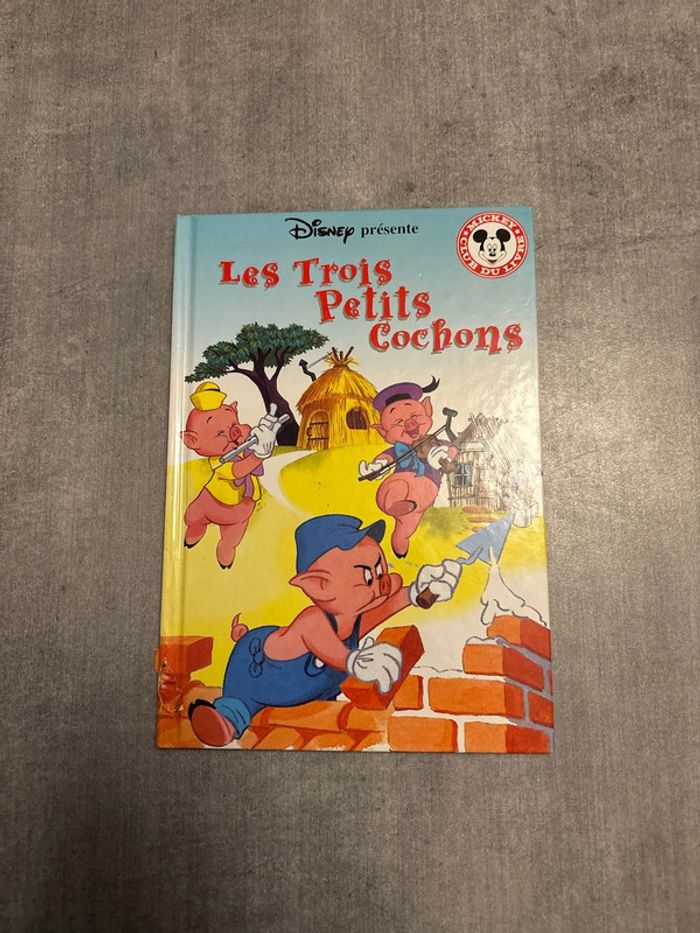 Disney présente
MICKEY
CLUB DU LIVRE
Les Trois
Petits
Cochons